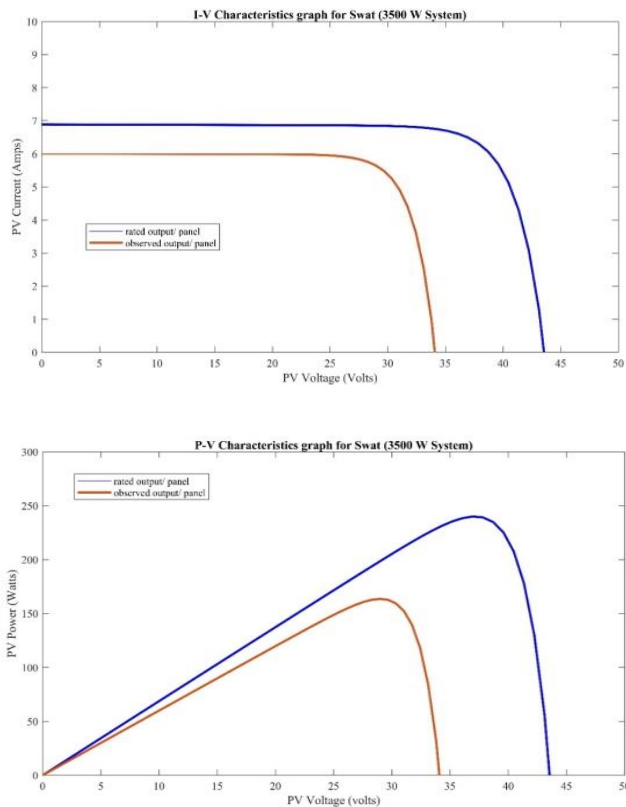 I-V Characteristics graph for Swat (3500 W System)
10
9
8
7
6
5
4
3
2
1
0
PV Current (Amps)
rated output/ panel
observed output/ panel
0 5 10 15 20 25 30 35 40 45 50
PV Voltage (Volts)
P-V Characteristics graph for Swat (3500 W System)
300
250
200
150
100
50
0
PV Power (Watts)
rated output/ panel
observed output/ panel
0 5 10 15 20 25 30 35 40 45 50
PV Voltage (volts)